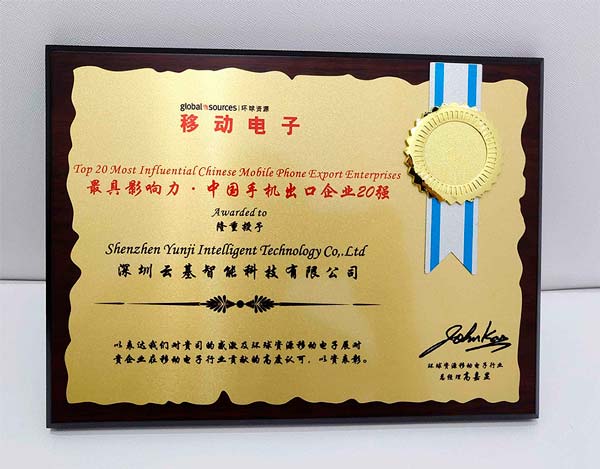 global sources | 环球资源
移动电子
Top 20 Most Influential Chinese Mobile Phone Export Enterprises
最具影响力·中国手机出口企业20强
Awarded to
隆重授予
Shenzhen Yunji Intelligent Technology Co,.Ltd
深圳云基智能科技有限公司
以表达我们对贵司的感激及环球资源移动电子展对
贵企业在移动电子行业贡献的高度认可，以资表彰。
环球资源移动电子行业
总经理高嘉显